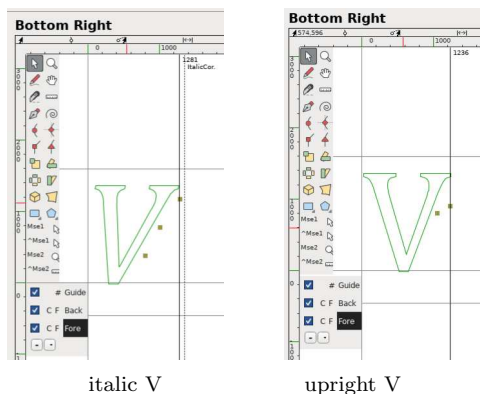 Bottom Right
0 1000
1281
ItalicCor.
Mse1
^Mse1
Mse2
^Mse2
# Guide
C F Back
C F Fore
italic V
Bottom Right
574,596
0 1000
1236
Mse1
^Mse1
Mse2
^Mse2
# Guide
C F Back
C F Fore
upright V